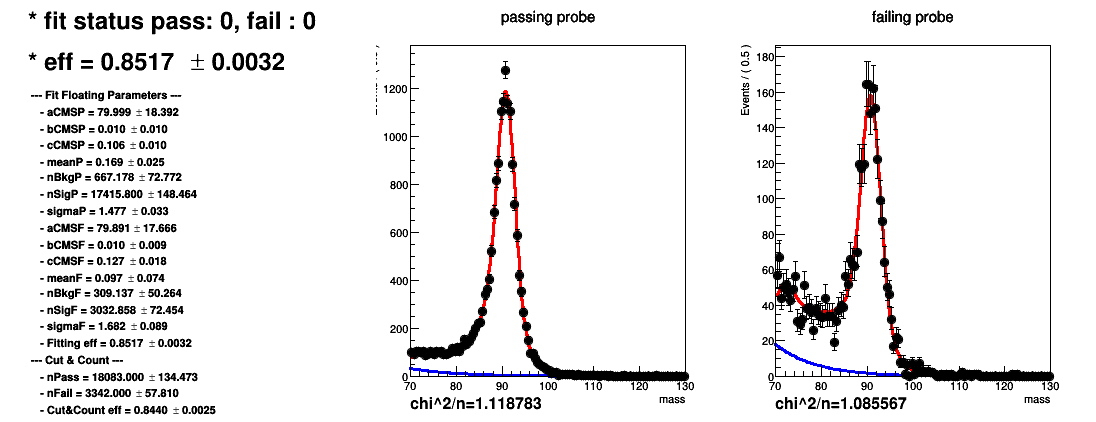 * fit status pass: 0, fail : 0
* eff = 0.8517 ± 0.0032
--- Fit Floating Parameters ---
- aCMSP = 79.999 ± 18.392
- bCMSP = 0.010 ± 0.010
- cCMSP = 0.106 ± 0.010
- meanP = 0.169 ± 0.025
- nBkgP = 667.178 ± 72.772
- nSigP = 17415.800 ± 148.464
- sigmaP = 1.477 ± 0.033
- aCMSF = 79.891 ± 17.666
- bCMSF = 0.010 ± 0.009
- cCMSF = 0.127 ± 0.018
- meanF = 0.097 ± 0.074
- nBkgF = 309.137 ± 50.264
- nSigF = 3032.858 ± 72.454
- sigmaF = 1.682 ± 0.089
- Fitting eff = 0.8517 ± 0.0032
--- Cut & Count ---
- nPass = 18083.000 ± 134.473
- nFail = 3342.000 ± 57.810
- Cut&Count eff = 0.8440 ± 0.0025
passing probe
1200
1000
800
600
400
200
0
70 80 90 100 110 120 130
mass
chi^2/n=1.118783
failing probe
Events / ( 0.5 )
180
160
140
120
100
80
60
40
20
0
70 80 90 100 110 120 130
mass
chi^2/n=1.085567